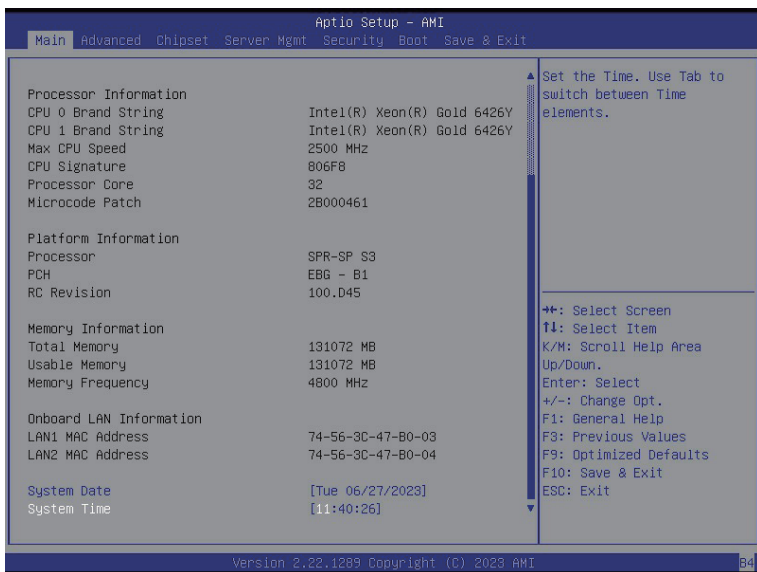 Aptio Setup – AMI
Main Advanced Chipset Server Mgmt Security Boot Save & Exit
Processor Information
CPU 0 Brand String Intel(R) Xeon(R) Gold 6426Y
CPU 1 Brand String Intel(R) Xeon(R) Gold 6426Y
Max CPU Speed 2500 MHz
CPU Signature 806F8
Processor Core 32
Microcode Patch 2B000461
Platform Information
Processor SPR-SP S3
PCH EBG – B1
RC Revision 100.D45
Memory Information
Total Memory 131072 MB
Usable Memory 131072 MB
Memory Frequency 4800 MHz
Onboard LAN Information
LAN1 MAC Address 74-56-3C-47-B0-03
LAN2 MAC Address 74-56-3C-47-B0-04
System Date [Tue 06/27/2023]
System Time [11:40:26]
Set the Time. Use Tab to
switch between Time
elements.
→←: Select Screen
↑↓: Select Item
K/M: Scroll Help Area
Up/Down.
Enter: Select
+/-: Change Opt.
F1: General Help
F3: Previous Values
F9: Optimized Defaults
F10: Save & Exit
ESC: Exit
Version 2.22.1289 Copyright (C) 2023 AMI
B4